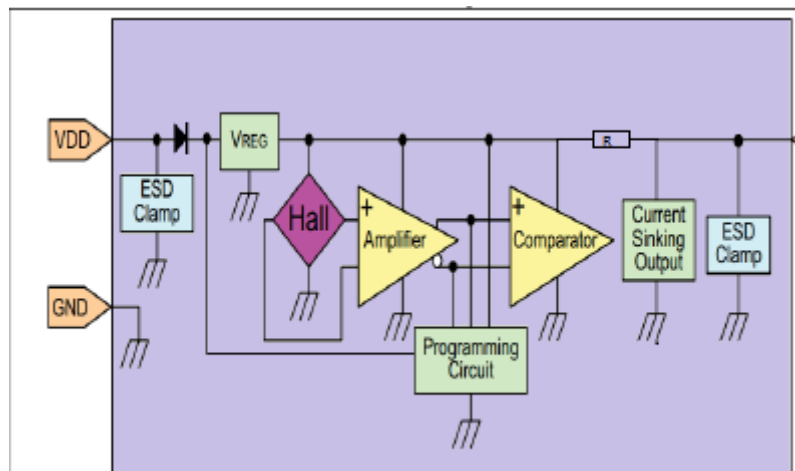 VDD
VREG
ESD
Clamp
Hall
+
Amplifier
+
Comparator
R
Current
Sinking
Output
ESD
Clamp
GND
Programming
Circuit